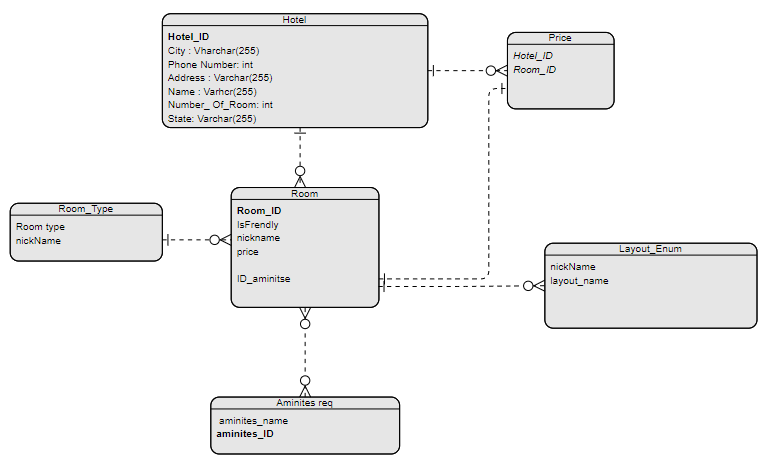 Hotel
Hotel_ID
City : Vharchar(255)
Phone Number: int
Address : Varchar(255)
Name : Varhcr(255)
Number_ Of_Room: int
State: Varchar(255)
Price
Hotel_ID
Room_ID
Room
Room_ID
IsFrendly
nickname
price
ID_aminitse
Room_Type
Room type
nickName
Layout_Enum
nickName
layout_name
Aminites req
aminites_name
aminites_ID